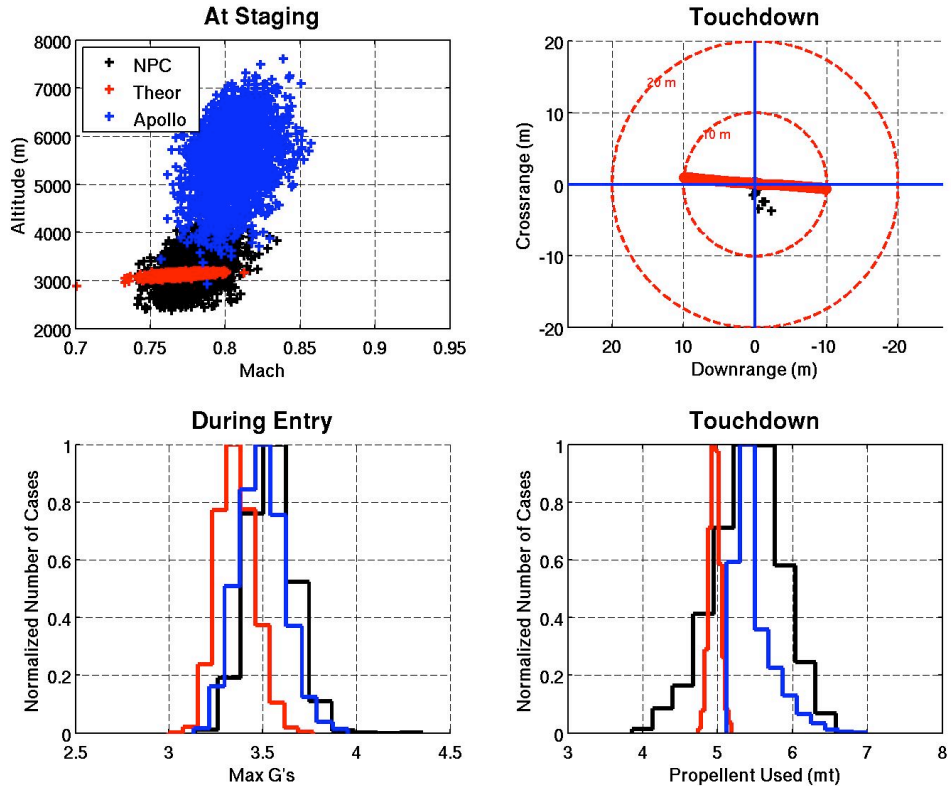 At Staging
8000
7000
6000
5000
4000
3000
2000
Altitude (m)
NPC
Theor
Apollo
0.7 0.75 0.8 0.85 0.9 0.95
Mach
Touchdown
20
10
0
-10
-20
Crossrange (m)
20 m
10 m
20 10 0 -10 -20
Downrange (m)
During Entry
1
0.8
0.6
0.4
0.2
0
Normalized Number of Cases
2.5 3 3.5 4 4.5
Max G's
Touchdown
1
0.8
0.6
0.4
0.2
0
Normalized Number of Cases
3 4 5 6 7 8
Propellent Used (mt)